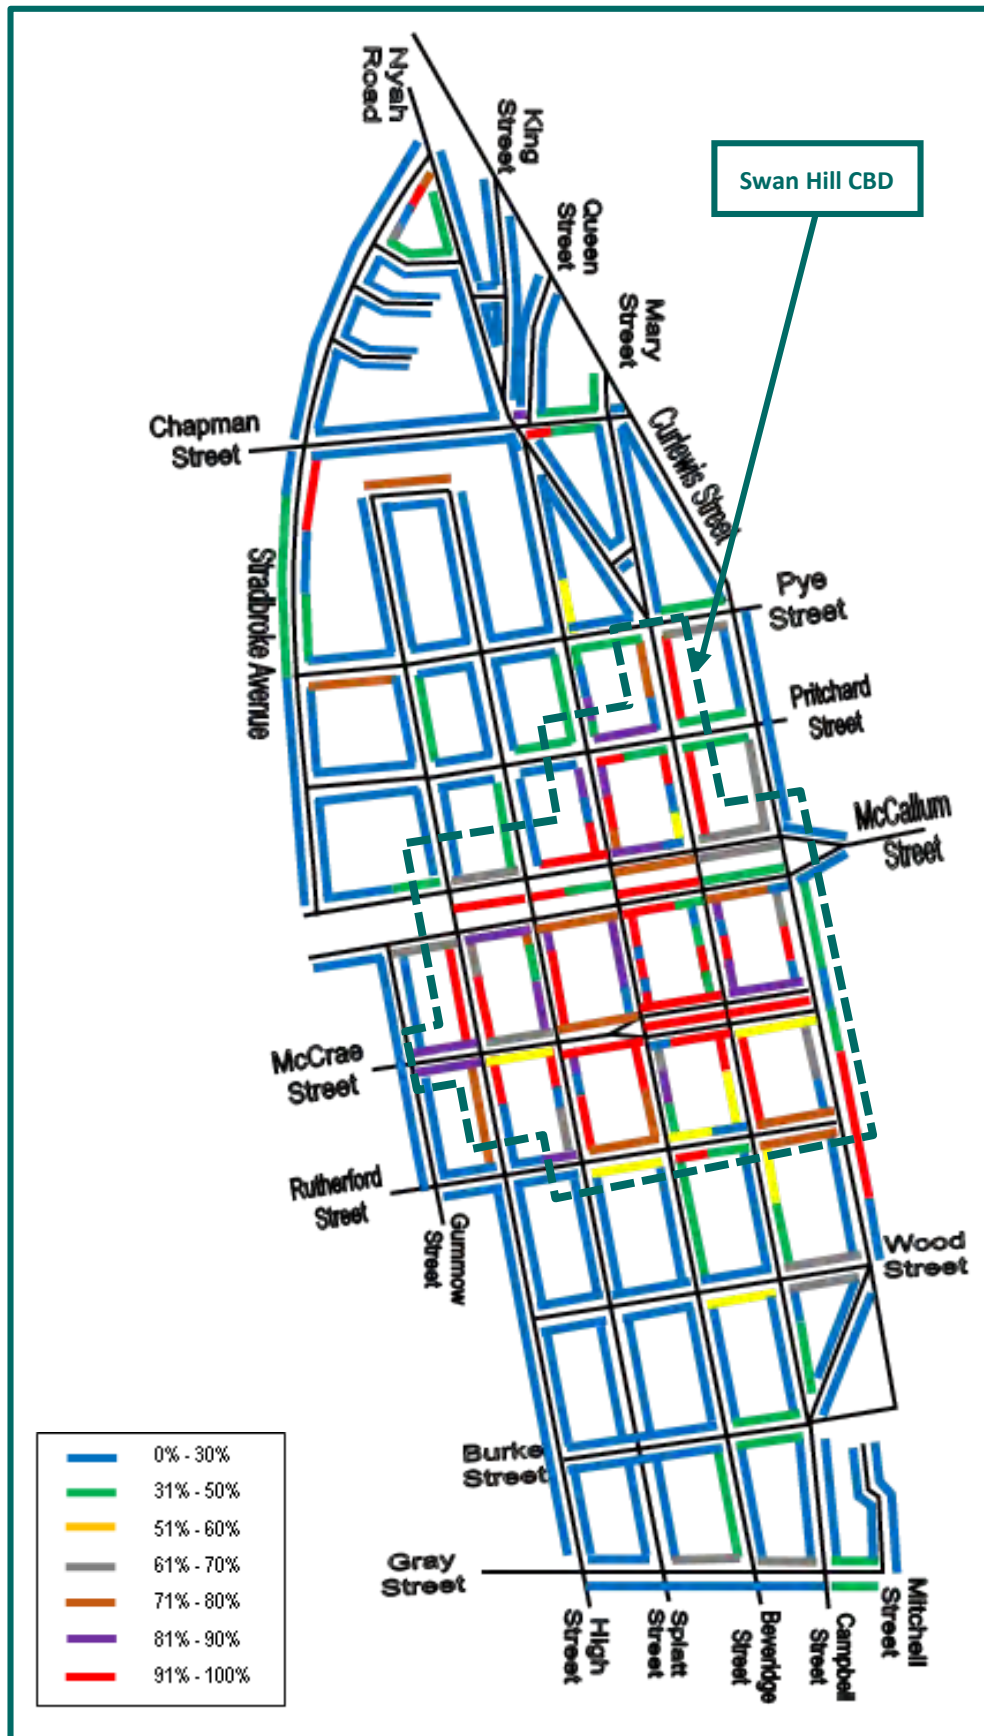 Nyah
Road
King
Street
Queen
Street
Mary
Street
Swan Hill CBD
Chapman
Street
Curlewis Street
Stradbroke Avenue
Pye
Street
Pritchard
Street
McCallum
Street
McCrae
Street
Rutherford
Street
Gummow
Street
Wood
Street
Burke
Street
Gray
Street
High
Street
Splatt
Street
Beveridge
Street
Campbell
Street
Mitchell
Street
0% - 30%
31% - 50%
51% - 60%
61% - 70%
71% - 80%
81% - 90%
91% - 100%